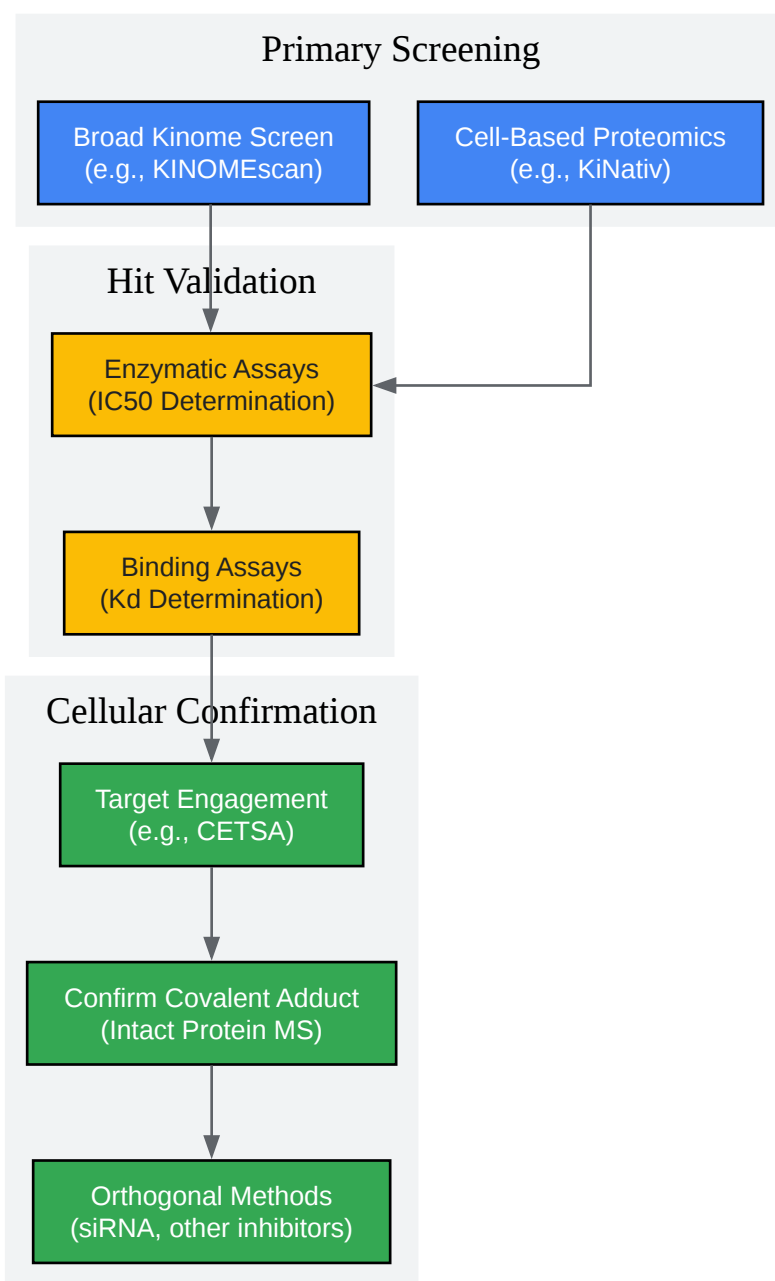 Primary Screening
Broad Kinome Screen
(e.g., KINOMEscan)
Cell-Based Proteomics
(e.g., KiNativ)
Hit Validation
Enzymatic Assays
(IC50 Determination)
Binding Assays
(Kd Determination)
Cellular Confirmation
Target Engagement
(e.g., CETSA)
Confirm Covalent Adduct
(Intact Protein MS)
Orthogonal Methods
(siRNA, other inhibitors)